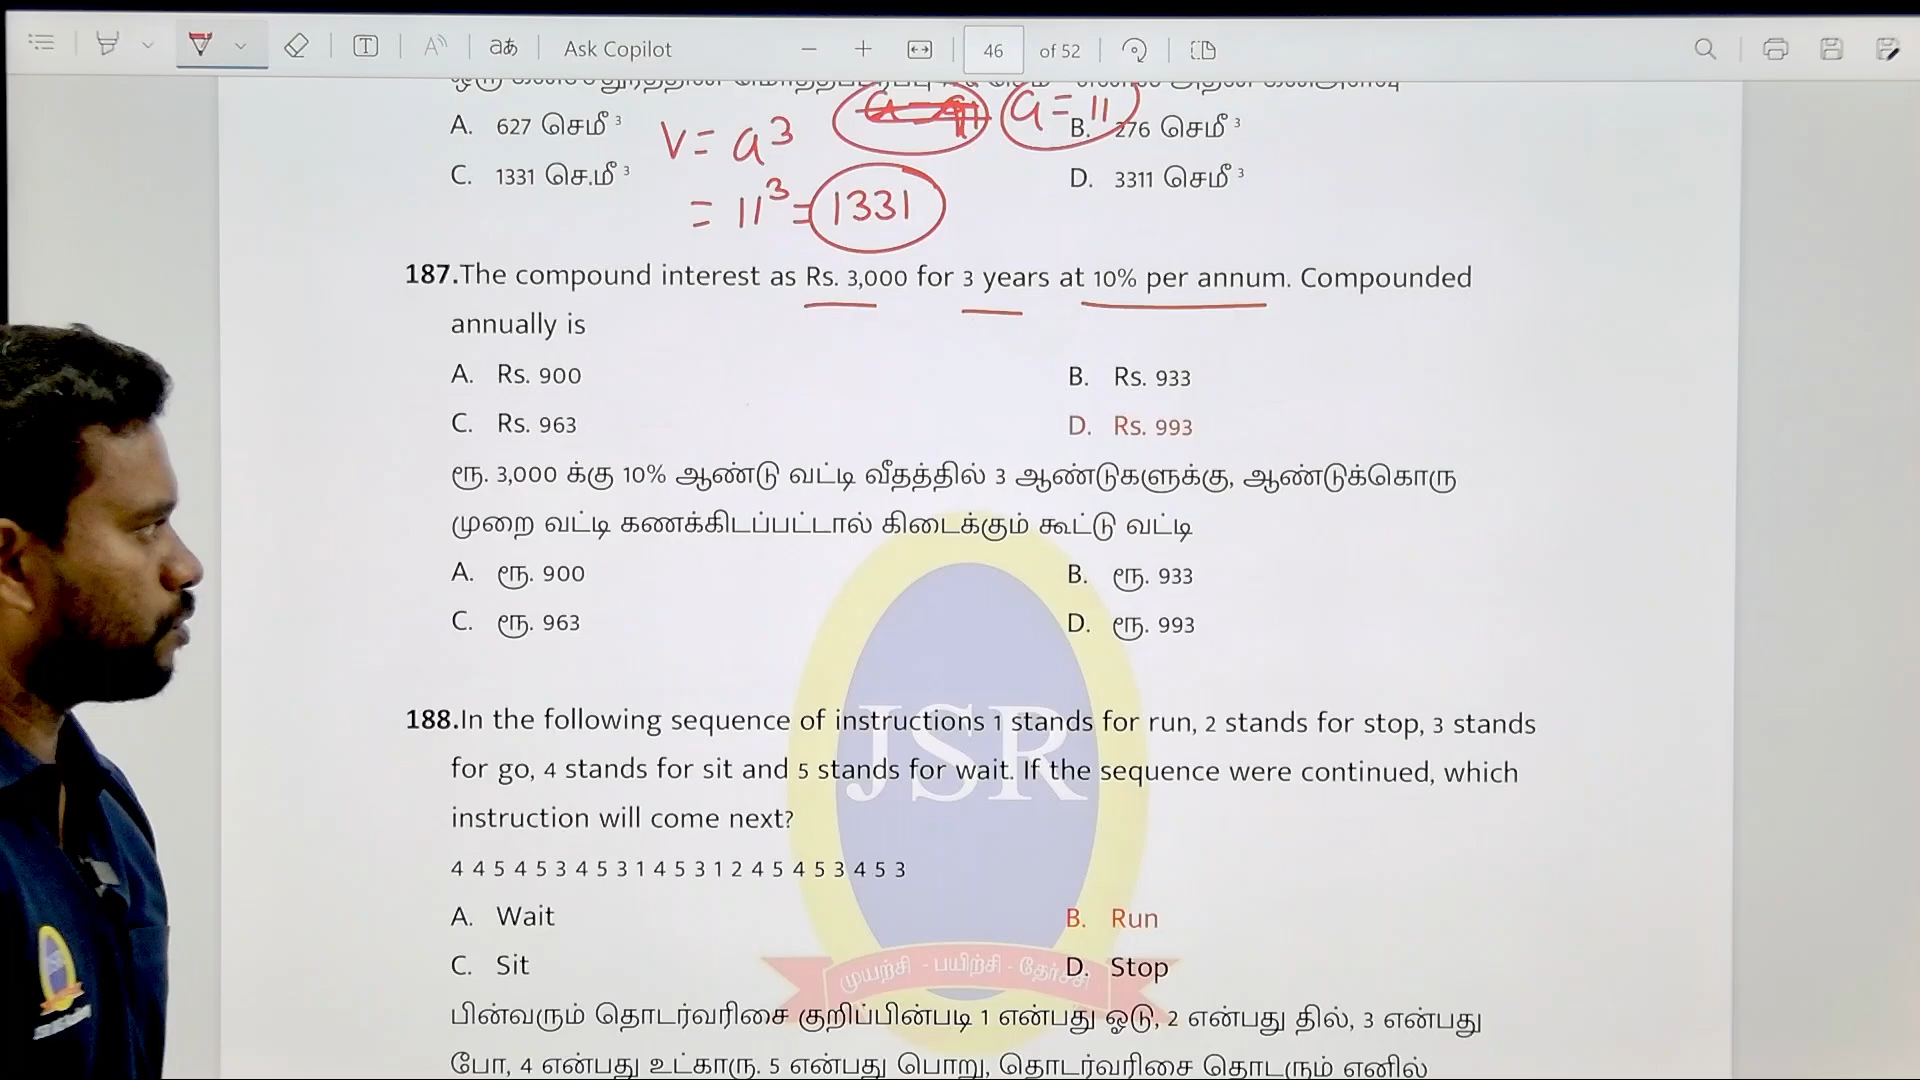 Ask Copilot 46 of 52
A. 627 செமீ ³ B. 276 செமீ ³
C. 1331 செ.மீ ³ D. 3311 செமீ ³
V = a³ a = 11
= 11³ = 1331
187.The compound interest as Rs. 3,000 for 3 years at 10% per annum. Compounded
annually is
A. Rs. 900 B. Rs. 933
C. Rs. 963 D. Rs. 993
ரூ. 3,000 க்கு 10% ஆண்டு வட்டி வீதத்தில் 3 ஆண்டுகளுக்கு, ஆண்டுக்கொரு
முறை வட்டி கணக்கிடப்பட்டால் கிடைக்கும் கூட்டு வட்டி
A. ரூ. 900 B. ரூ. 933
C. ரூ. 963 D. ரூ. 993
188.In the following sequence of instructions 1 stands for run, 2 stands for stop, 3 stands
for go, 4 stands for sit and 5 stands for wait. If the sequence were continued, which
instruction will come next?
4 4 5 4 5 3 4 5 3 1 4 5 3 1 2 4 5 4 5 3 4 5 3
A. Wait B. Run
C. Sit D. Stop
பின்வரும் தொடர்வரிசை குறிப்பின்படி 1 என்பது ஓடு, 2 என்பது தில், 3 என்பது
போ, 4 என்பது உட்காரு. 5 என்பது பொறு, தொடர்வரிசை தொடரும் எனில்
JSR
முயற்சி - பயிற்சி - தேர்ச்சி